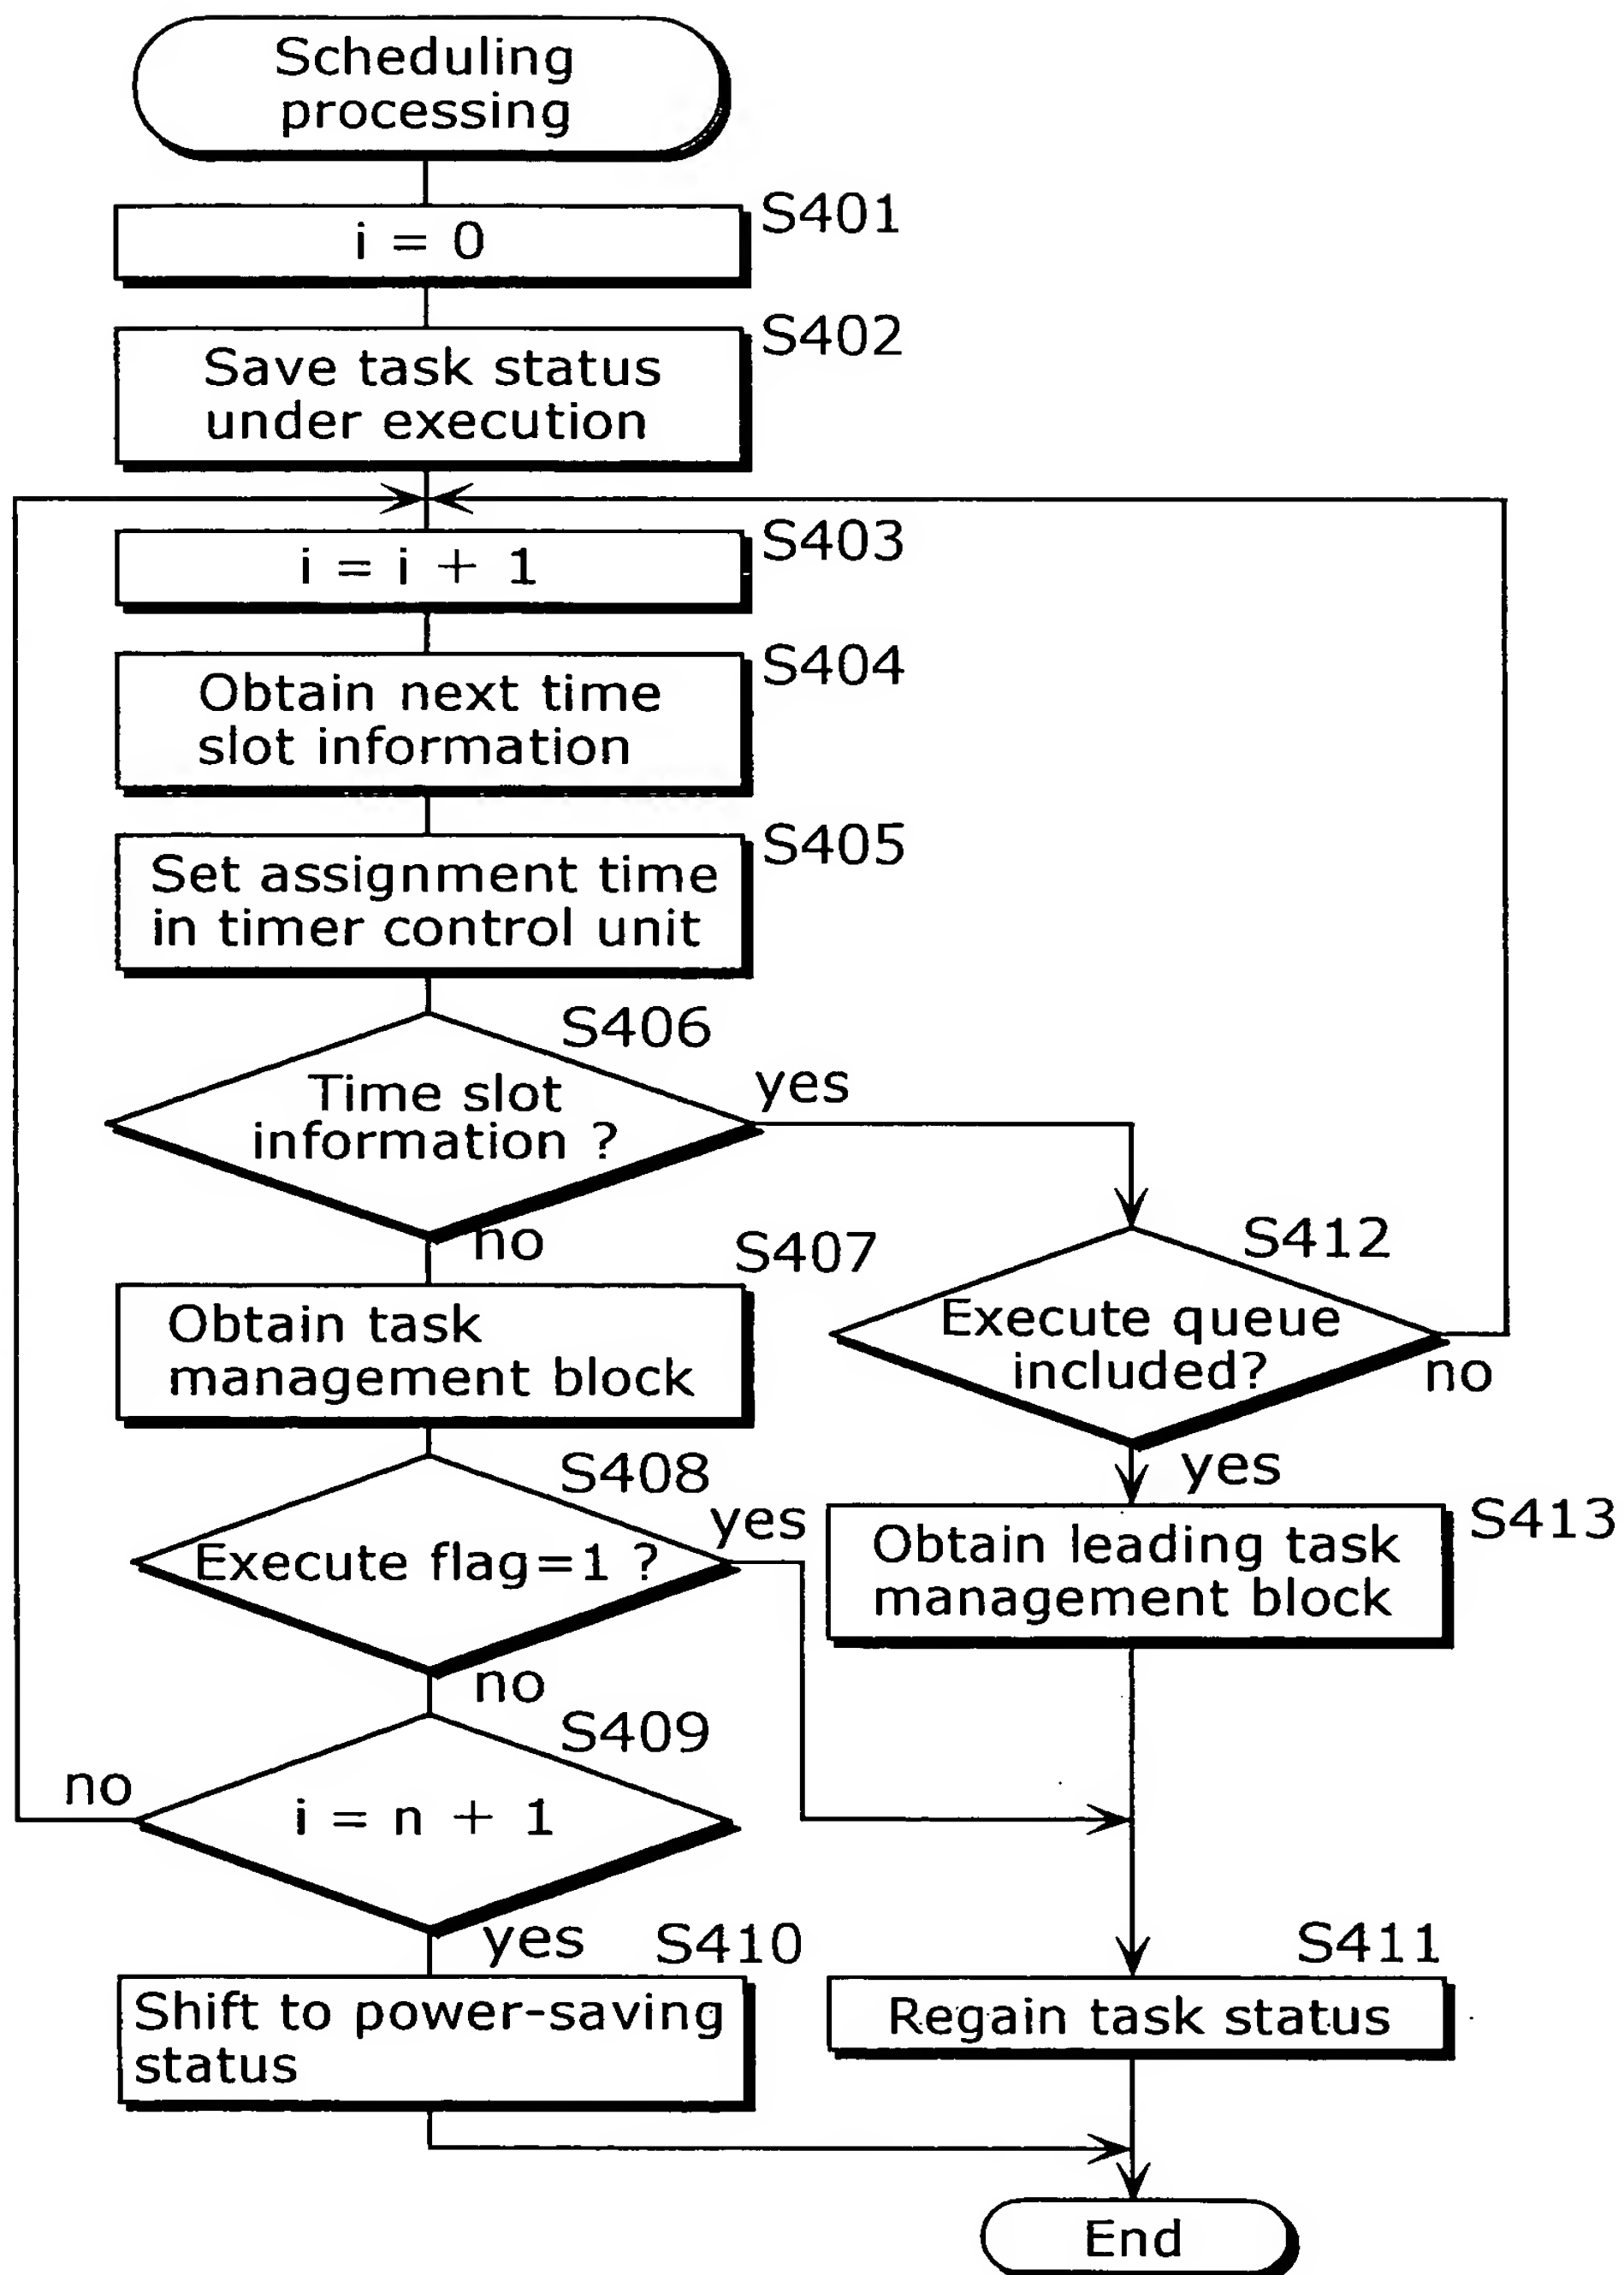 Scheduling
processing
S401
i = 0
S402
Save task status
under execution
S403
i = i + 1
S404
Obtain next time
slot information
S405
Set assignment time
in timer control unit
S406
Time slot
information ?
yes
no
S407
Obtain task
management block
S412
Execute queue
included?
no
yes
S408
Execute flag=1 ?
yes
no
S413
Obtain leading task
management block
S409
i = n + 1
no
yes
S410
Shift to power-saving
status
S411
Regain task status
End